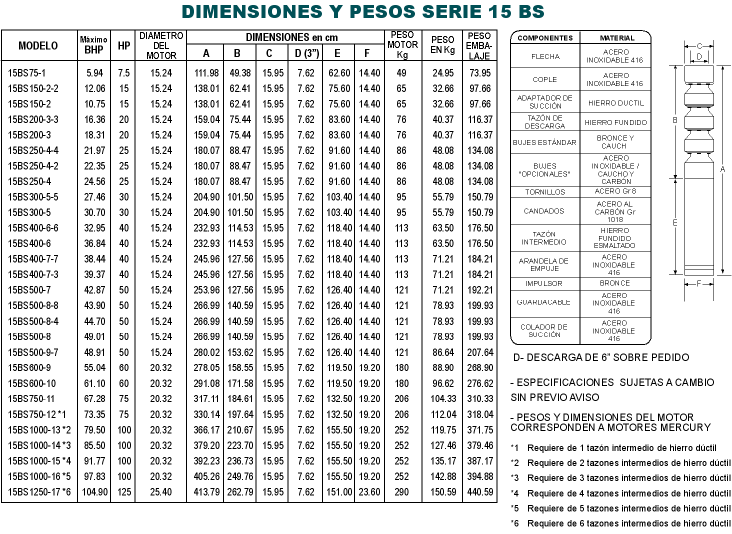 DIMENSIONES Y PESOS SERIE 15 BS
MODELO Máximo BHP HP DIAMETRO DEL MOTOR DIMENSIONES en cm PESO MOTOR Kg PESO EN Kg PESO EMBA- LAJE
A B C D (3") E F
15BS75-1 5.94 7.5 15.24 111.98 49.38 15.95 7.62 62.60 14.40 49 24.95 73.95
15BS150-2-2 12.06 15 15.24 138.01 62.41 15.95 7.62 75.60 14.40 65 32.66 97.66
15BS150-2 10.75 15 15.24 138.01 62.41 15.95 7.62 75.60 14.40 65 32.66 97.66
15BS200-3-3 16.36 20 15.24 159.04 75.44 15.95 7.62 83.60 14.40 76 40.37 116.37
15BS200-3 18.31 20 15.24 159.04 75.44 15.95 7.62 83.60 14.40 76 40.37 116.37
15BS250-4-4 21.97 25 15.24 180.07 88.47 15.95 7.62 91.60 14.40 86 48.08 134.08
15BS250-4-2 22.35 25 15.24 180.07 88.47 15.95 7.62 91.60 14.40 86 48.08 134.08
15BS250-4 24.56 25 15.24 180.07 88.47 15.95 7.62 91.60 14.40 86 48.08 134.08
15BS300-5-5 27.46 30 15.24 204.90 101.50 15.95 7.62 103.40 14.40 95 55.79 150.79
15BS300-5 30.70 30 15.24 204.90 101.50 15.95 7.62 103.40 14.40 95 55.79 150.79
15BS400-6-6 32.95 40 15.24 232.93 114.53 15.95 7.62 118.40 14.40 113 63.50 176.50
15BS400-6 36.84 40 15.24 232.93 114.53 15.95 7.62 118.40 14.40 113 63.50 176.50
15BS400-7-7 38.44 40 15.24 245.96 127.56 15.95 7.62 118.40 14.40 113 71.21 184.21
15BS400-7-3 39.37 40 15.24 245.96 127.56 15.95 7.62 118.40 14.40 113 71.21 184.21
15BS500-7 42.87 50 15.24 253.96 127.56 15.95 7.62 126.40 14.40 121 71.21 192.21
15BS500-8-8 43.90 50 15.24 266.99 140.59 15.95 7.62 126.40 14.40 121 78.93 199.93
15BS500-8-4 44.70 50 15.24 266.99 140.59 15.95 7.62 126.40 14.40 121 78.93 199.93
15BS500-8 49.01 50 15.24 266.99 140.59 15.95 7.62 126.40 14.40 121 78.93 199.93
15BS500-9-7 48.91 50 15.24 280.02 153.62 15.95 7.62 126.40 14.40 121 86.64 207.64
15BS600-9 55.04 60 20.32 278.05 158.55 15.95 7.62 119.50 19.20 180 88.90 268.90
15BS600-10 61.10 60 20.32 291.08 171.58 15.95 7.62 119.50 19.20 180 96.62 276.62
15BS750-11 67.28 75 20.32 317.11 184.61 15.95 7.62 132.50 19.20 206 104.33 310.33
15BS750-12 *1 73.35 75 20.32 330.14 197.64 15.95 7.62 132.50 19.20 206 112.04 318.04
15BS1000-13 *2 79.50 100 20.32 366.17 210.67 15.95 7.62 155.50 19.20 252 119.75 371.75
15BS1000-14 *3 85.50 100 20.32 379.20 223.70 15.95 7.62 155.50 19.20 252 127.46 379.46
15BS1000-15 *4 91.77 100 20.32 392.23 236.73 15.95 7.62 155.50 19.20 252 135.17 387.17
15BS1000-16 *5 97.83 100 20.32 405.26 249.76 15.95 7.62 155.50 19.20 252 142.88 394.88
15BS1250-17 *6 104.90 125 25.40 413.79 262.79 15.95 7.62 151.00 23.60 290 150.59 440.59
COMPONENTES MATERIAL
FLECHA ACERO INOXIDABLE 416
COPLE ACERO INOXIDABLE 416
ADAPTADOR DE SUCCIÓN HIERRO DUCTIL
TAZÓN DE DESCARGA HIERRO FUNDIDO
BUJES ESTÁNDAR BRONCE Y CAUCH
BUJES "OPCIONALES" ACERO INOXIDABLE / CAUCHO Y CARBÓN
TORNILLOS ACERO Gr 8
CANDADOS ACERO AL CARBÓN Gr 1018
TAZÓN INTERMEDIO HIERRO FUNDIDO ESMALTADO
ARANDELA DE EMPUJE ACERO INOXIDABLE 416
IMPULSOR BRONCE
GUARDACABLE ACERO INOXIDABLE 416
COLADOR DE SUCCIÓN ACERO INOXIDABLE 416
C
D
B
A
E
F
D- DESCARGA DE 6" SOBRE PEDIDO
- ESPECIFICACIONES SUJETAS A CAMBIO
SIN PREVIO AVISO
- PESOS Y DIMENSIONES DEL MOTOR
CORRESPONDEN A MOTORES MERCURY
*1 Requiere de 1 tazón intermedio de hierro dúctil
*2 Requiere de 2 tazones intermedios de hierro dúctil
*3 Requiere de 3 tazones intermedios de hierro dúctil
*4 Requiere de 4 tazones intermedios de hierro dúctil
*5 Requiere de 5 tazones intermedios de hierro dúctil
*6 Requiere de 6 tazones intermedios de hierro dúctil